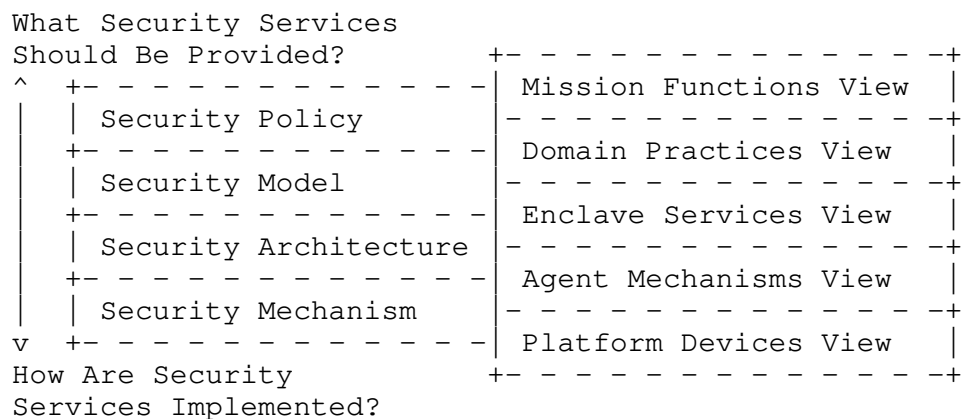 What Security Services
Should Be Provided?
Mission Functions View
Security Policy
Domain Practices View
Security Model
Enclave Services View
Security Architecture
Agent Mechanisms View
Security Mechanism
Platform Devices View
How Are Security
Services Implemented?